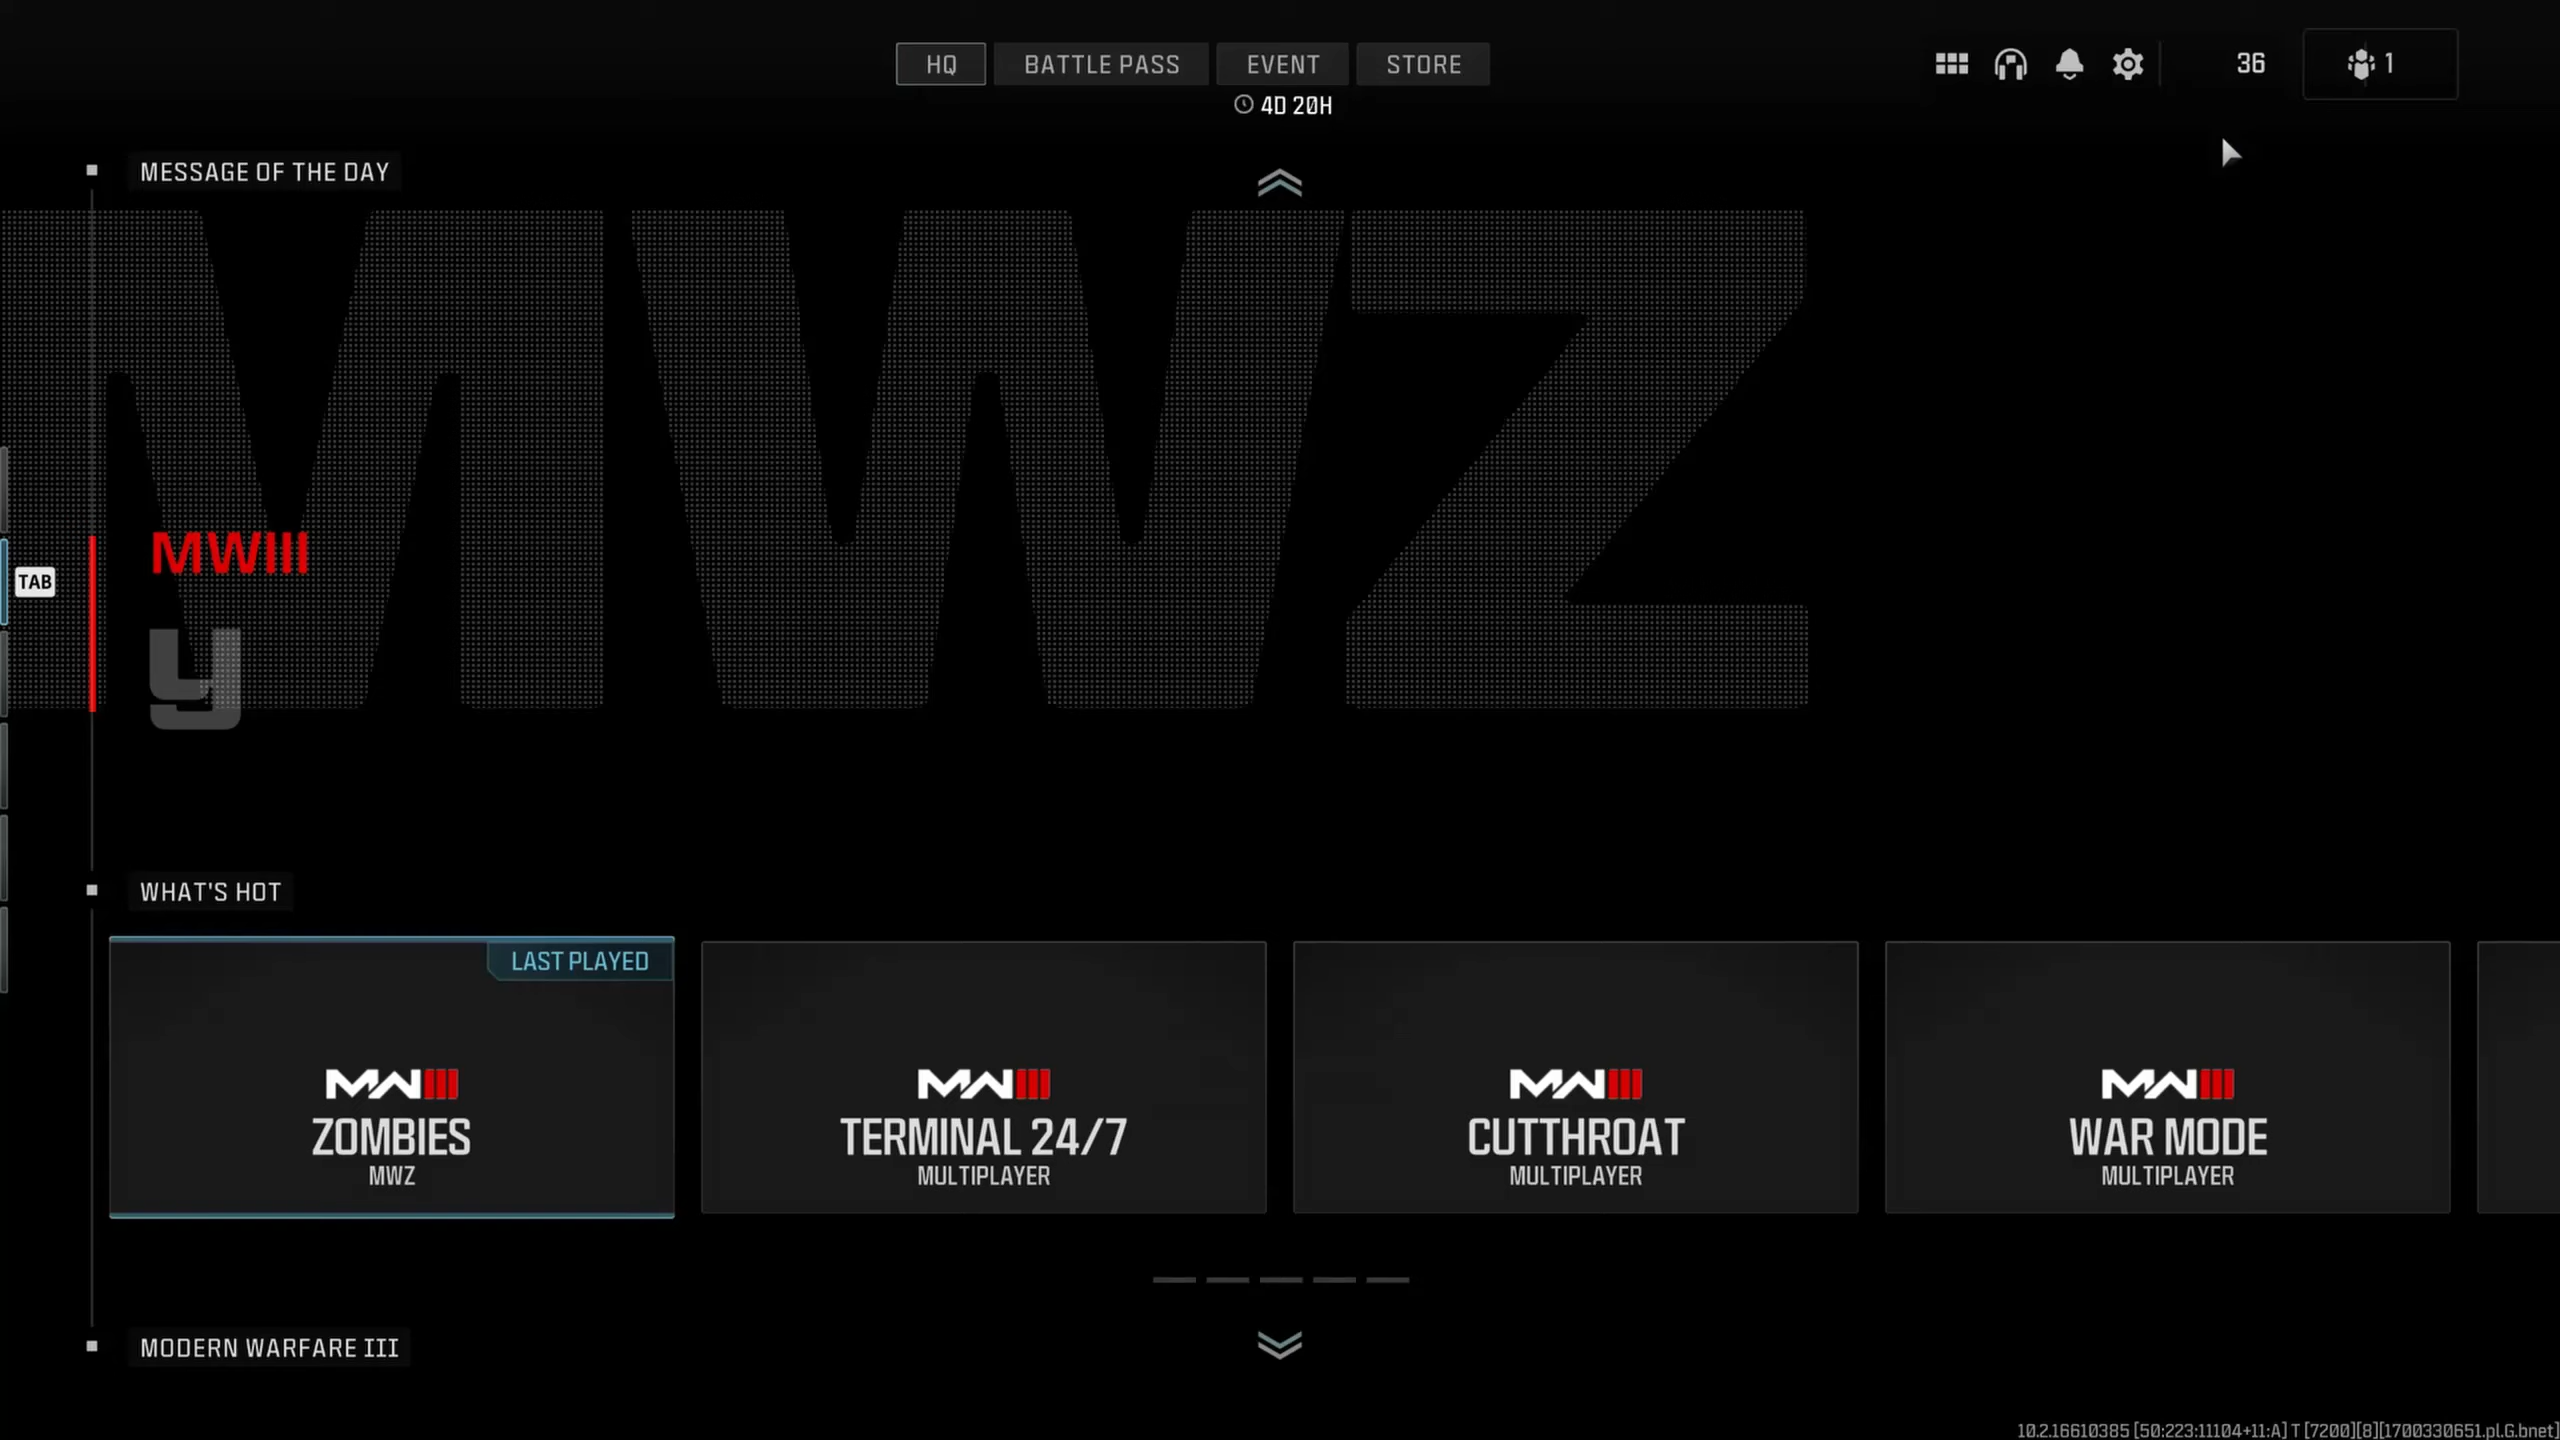 HQ
BATTLE PASS
EVENT
STORE
36
1
4D 20H
MESSAGE OF THE DAY
MWZ
MWIII
TAB
y
WHAT'S HOT
LAST PLAYED
MWIII
ZOMBIES
MWZ
MWIII
TERMINAL 24/7
MULTIPLAYER
MWIII
CUTTHROAT
MULTIPLAYER
MWIII
WAR MODE
MULTIPLAYER
MODERN WARFARE III
10.2.16610385 [50:223:11104+11:A] T [7200][8][1700330651.pl.G.bnet]